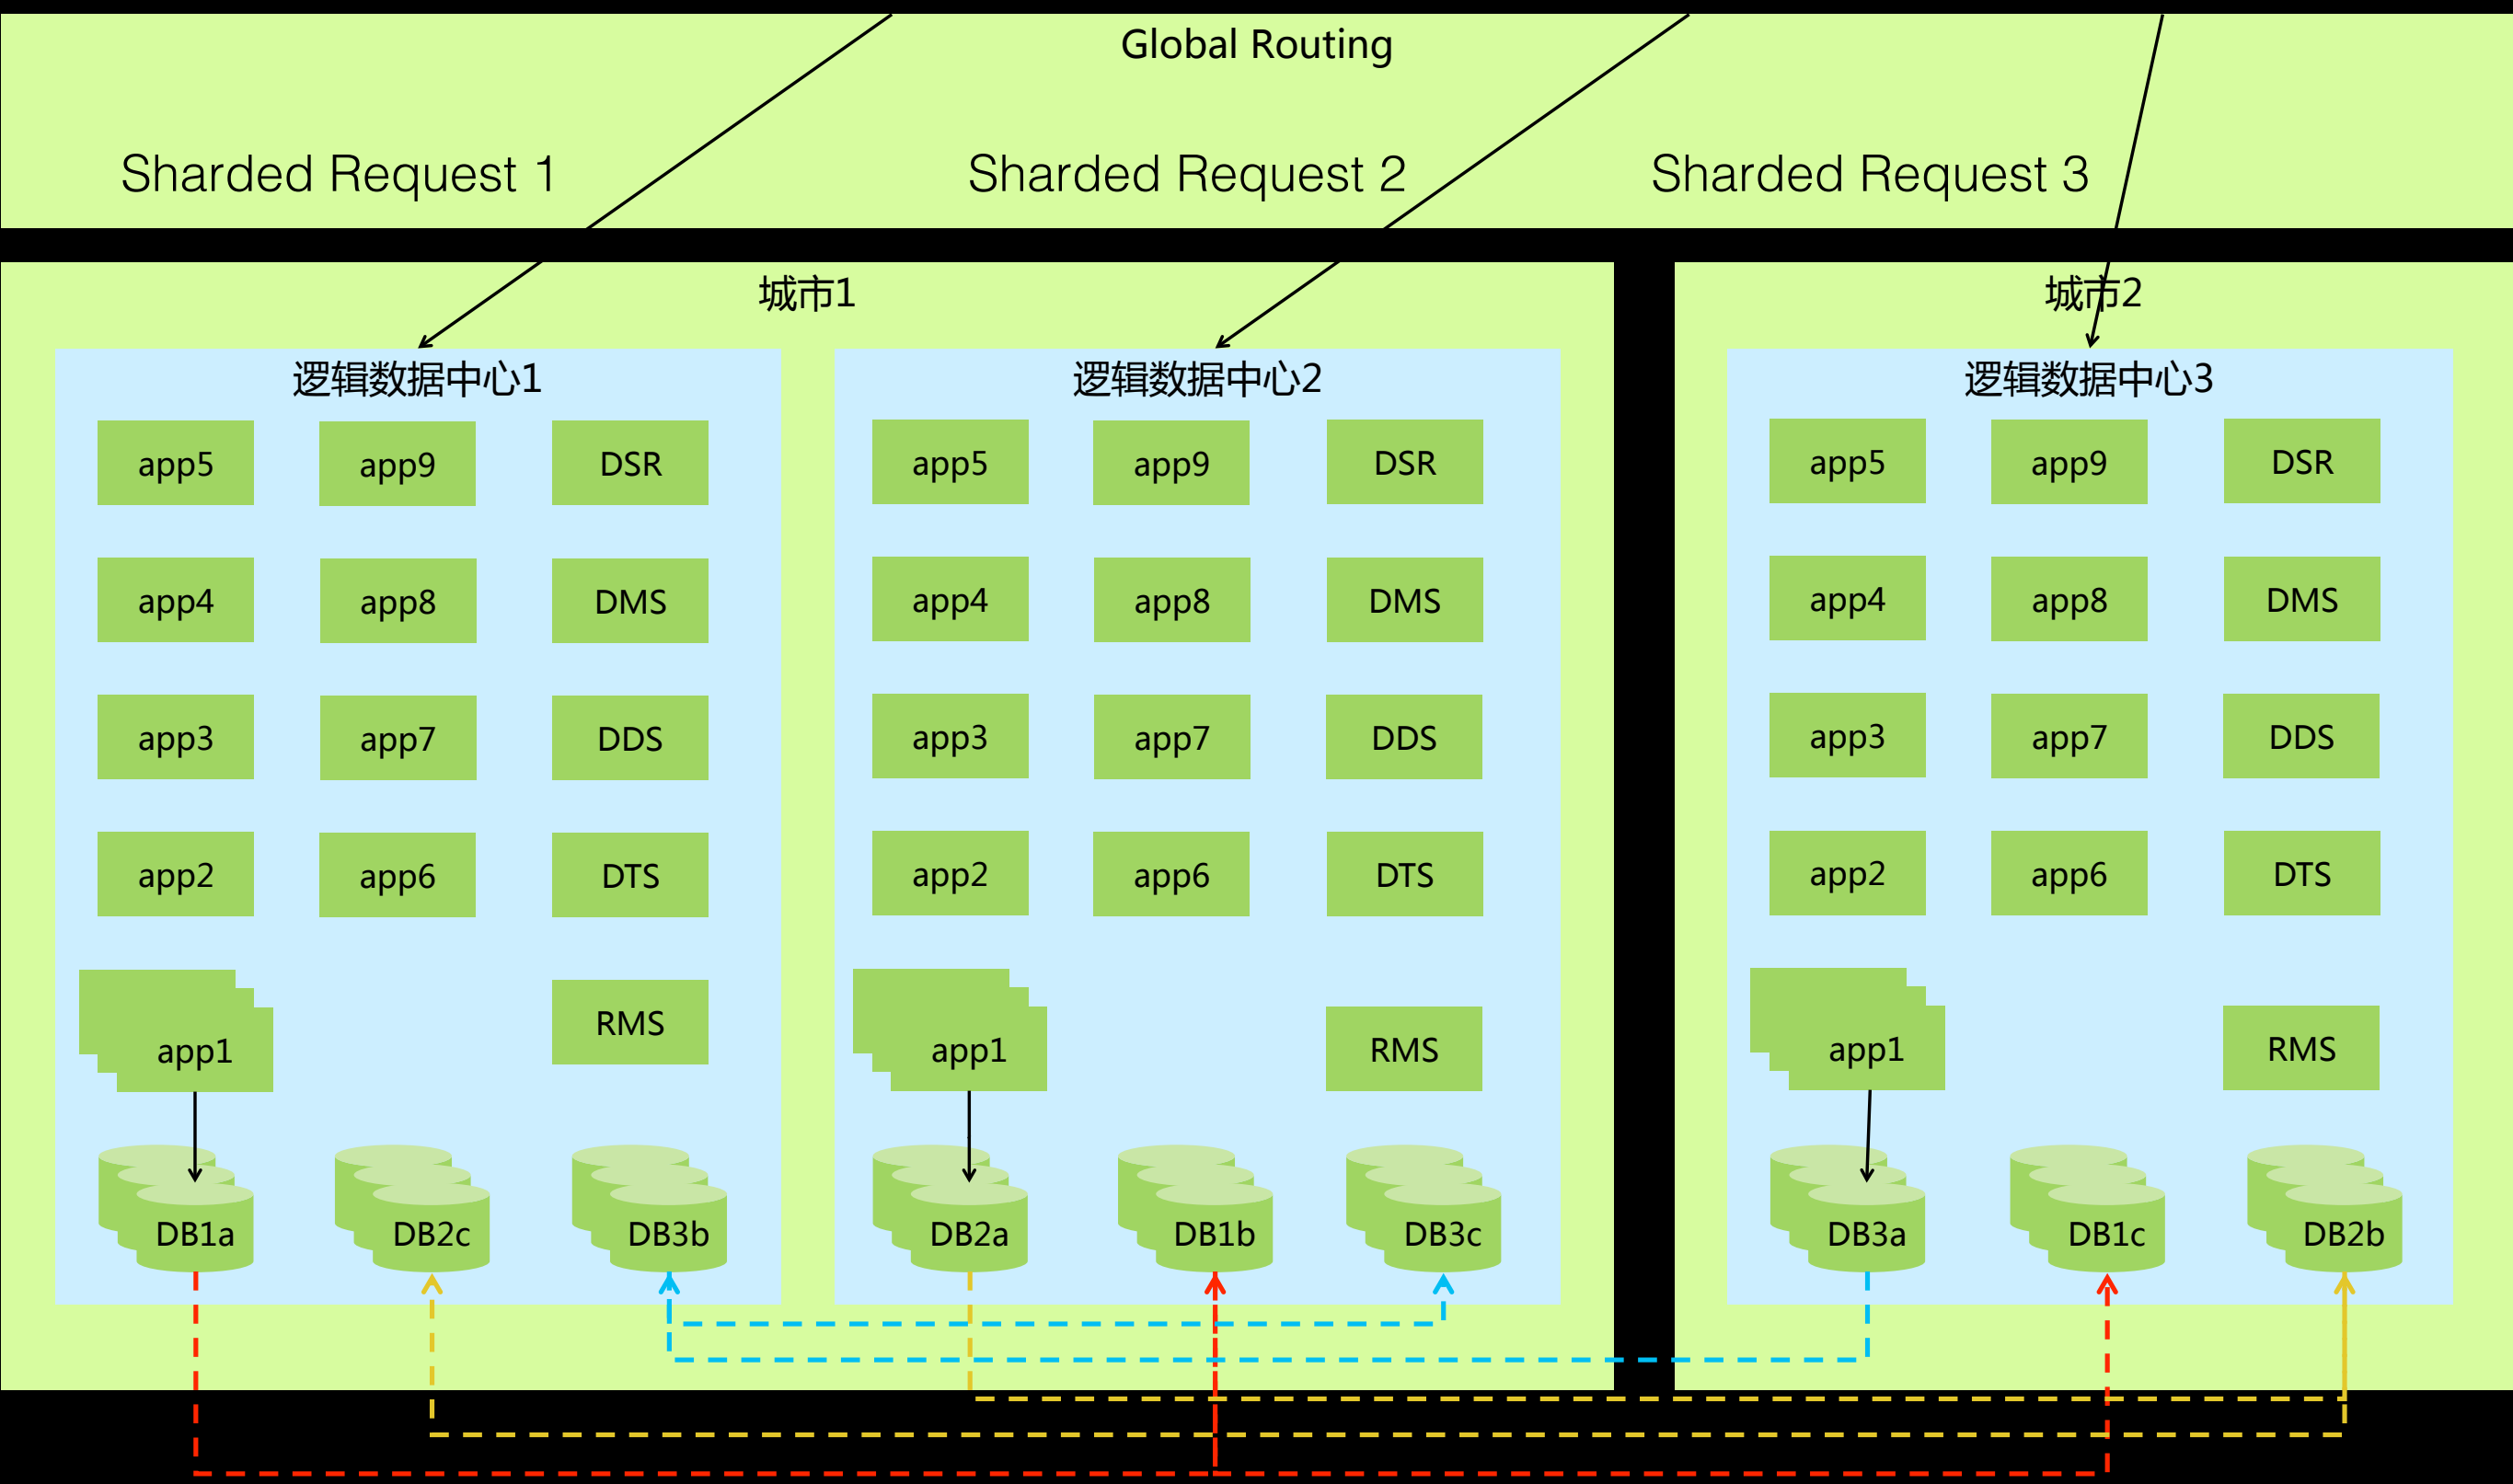 Global Routing
Sharded Request 1
Sharded Request 2
Sharded Request 3
城市1
逻辑数据中心1
app5
app9
DSR
app4
app8
DMS
app3
app7
DDS
app2
app6
DTS
app1
RMS
DB1a
DB2c
DB3b
逻辑数据中心2
app5
app9
DSR
app4
app8
DMS
app3
app7
DDS
app2
app6
DTS
app1
RMS
DB2a
DB1b
DB3c
城市2
逻辑数据中心3
app5
app9
DSR
app4
app8
DMS
app3
app7
DDS
app2
app6
DTS
app1
RMS
DB3a
DB1c
DB2b